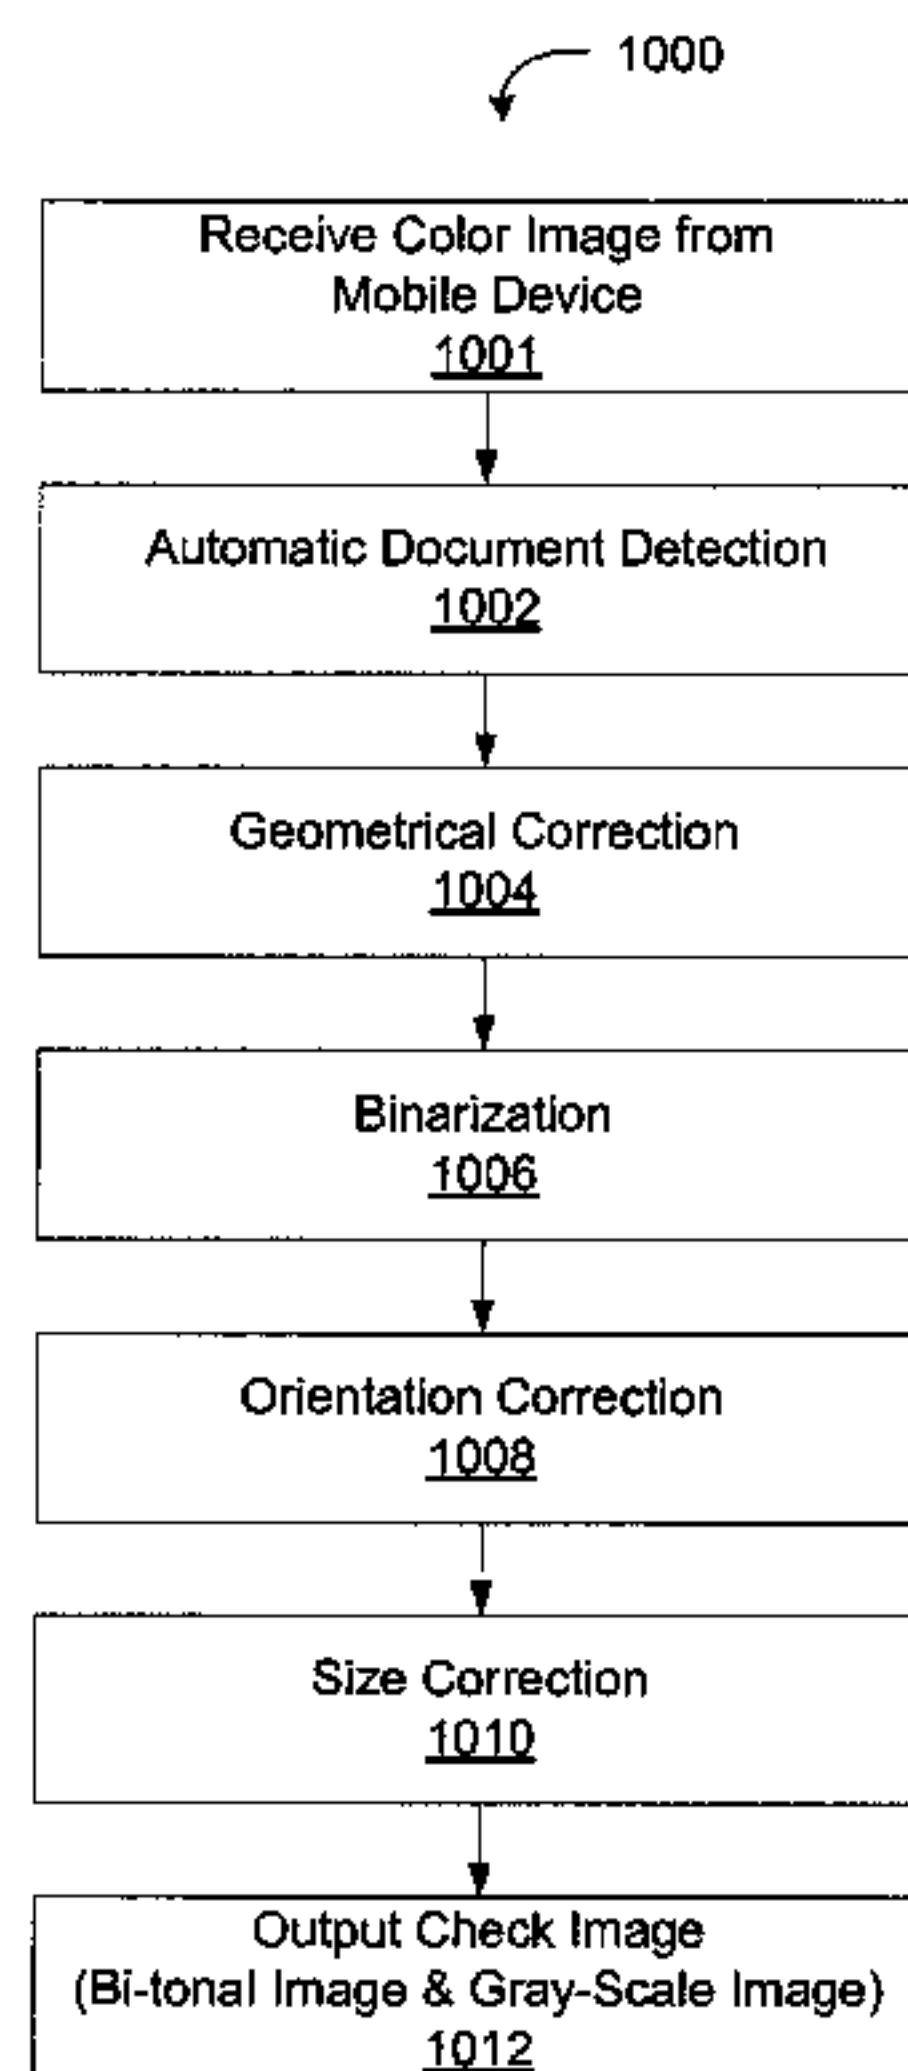 1000
Receive Color Image from
Mobile Device
1001
Automatic Document Detection
1002
Geometrical Correction
1004
Binarization
1006
Orientation Correction
1008
Size Correction
1010
Output Check Image
(Bi-tonal Image & Gray-Scale Image)
1012